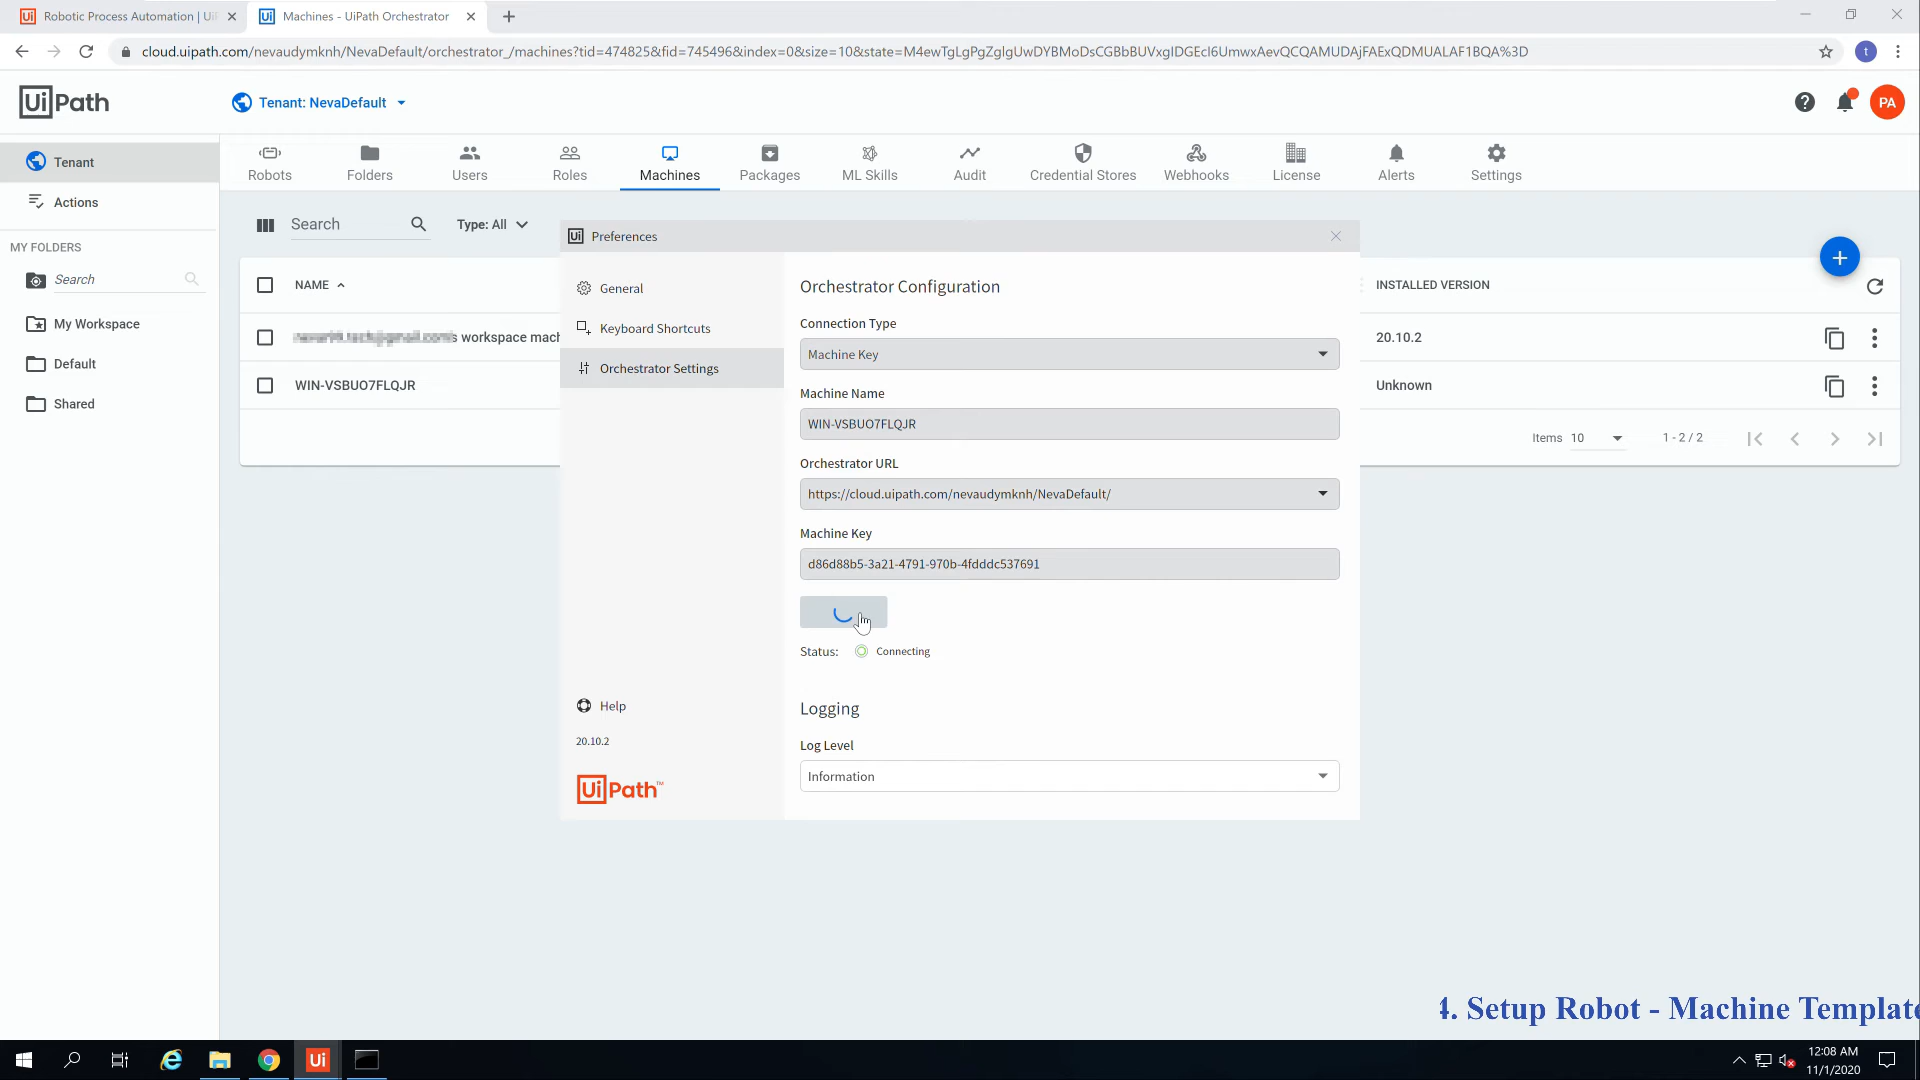 Robotic Process Automation | Ui
Machines - UiPath Orchestrator
cloud.uipath.com/nevaudymknh/NevaDefault/orchestrator_/machines?tid=474825&fid=745496&index=0&size=10&state=
t
UiPath
Tenant: NevaDefault
PA
Tenant
Actions
MY FOLDERS
Search
My Workspace
Default
Shared
Robots
Folders
Users
Roles
Machines
Packages
ML Skills
Audit
Credential Stores
Webhooks
License
Alerts
Settings
Search
Type: All
NAME
INSTALLED VERSION
s workspace mach
20.10.2
WIN-VSBUO7FLQJR
Unknown
Items 10
1 - 2 / 2
Ui Preferences
General
Keyboard Shortcuts
Orchestrator Settings
Help
20.10.2
UiPath™
Orchestrator Configuration
Connection Type
Machine Key
Machine Name
WIN-VSBUO7FLQJR
Orchestrator URL
https://cloud.uipath.com/nevaudymknh/NevaDefault/
Machine Key
d86d88b5-3a21-4791-970b-4fdddc537691
Status: Connecting
Logging
Log Level
Information
4. Setup Robot - Machine Template
Ui
12:08 AM
11/1/2020